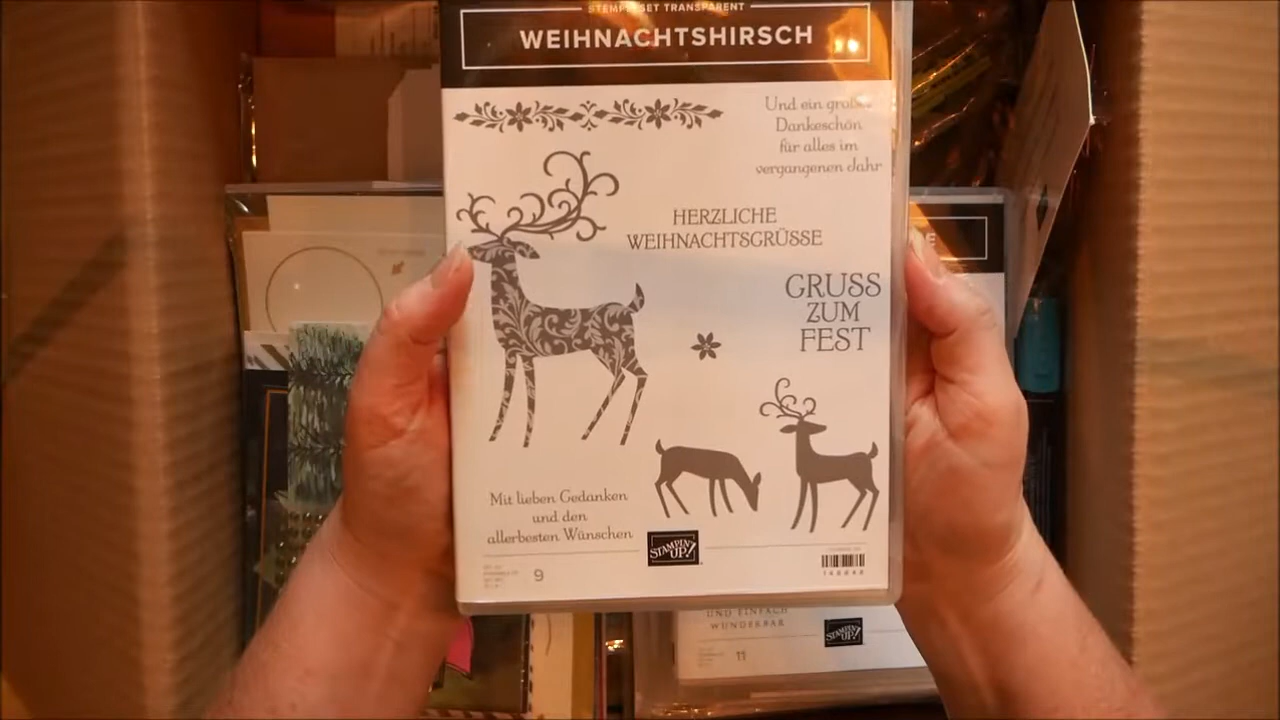 STEMPELSET TRANSPARENT
WEIHNACHTSHIRSCH
Und ein großes
Dankeschön
für alles im
vergangenen Jahr
HERZLICHE
WEIHNACHTSGRÜSSE
GRUSS
ZUM
FEST
Mit lieben Gedanken
und den
allerbesten Wünschen
STAMPIN' UP!
9
UND EINFACH
WUNDERBAR
STAMPIN' UP!
11